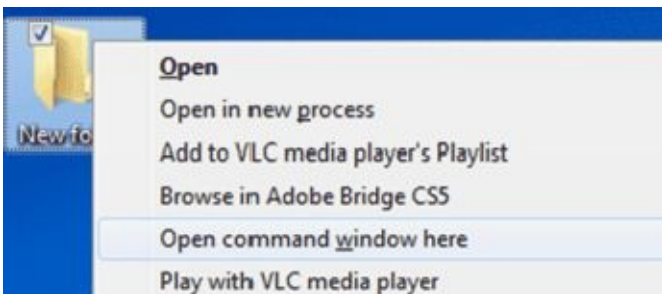 New fo
Open
Open in new process
Add to VLC media player's Playlist
Browse in Adobe Bridge CS5
Open command window here
Play with VLC media player